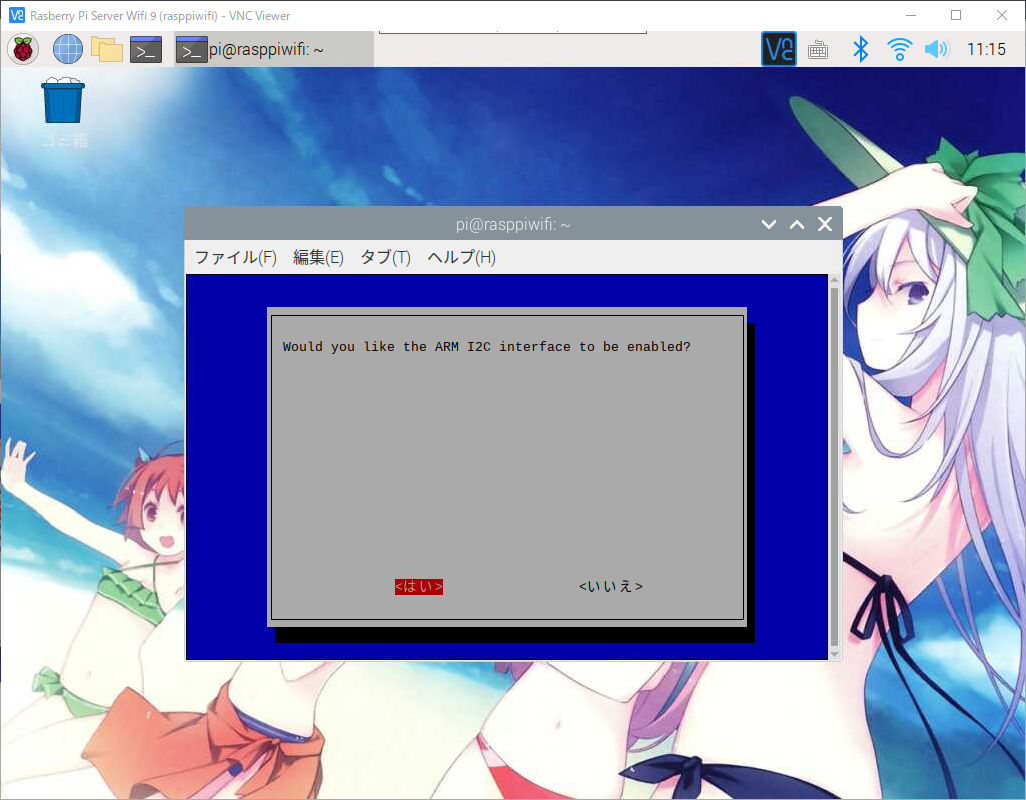 Rasberry Pi Server Wifi 9 (rasppiwifi) - VNC Viewer
pi@rasppiwifi: ~
11:15
ゴミ箱
pi@rasppiwifi: ~
ファイル(F) 編集(E) タブ(T) ヘルプ(H)
Would you like the ARM I2C interface to be enabled?
<はい> <いいえ>